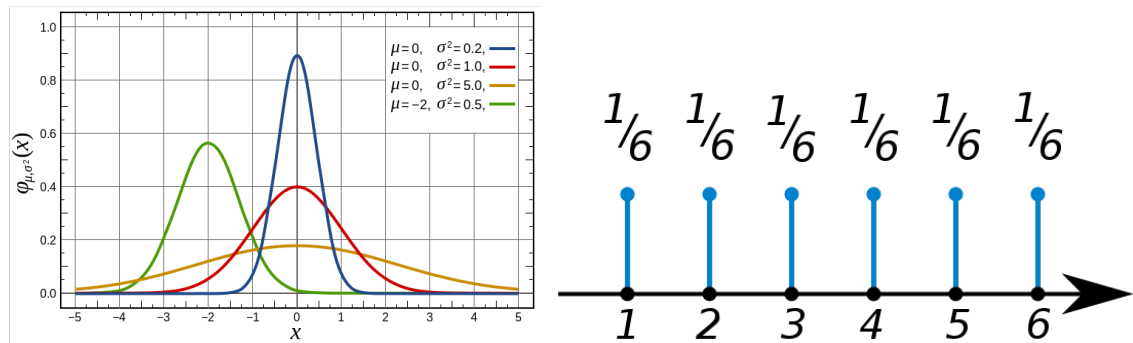 1.0
0.8
0.6
0.4
0.2
0.0
φμ,σ²(x)
μ=0, σ²=0.2,
μ=0, σ²=1.0,
μ=0, σ²=5.0,
μ=−2, σ²=0.5,
−5 −4 −3 −2 −1 0 1 2 3 4 5
x
1/6 1/6 1/6 1/6 1/6 1/6
1 2 3 4 5 6